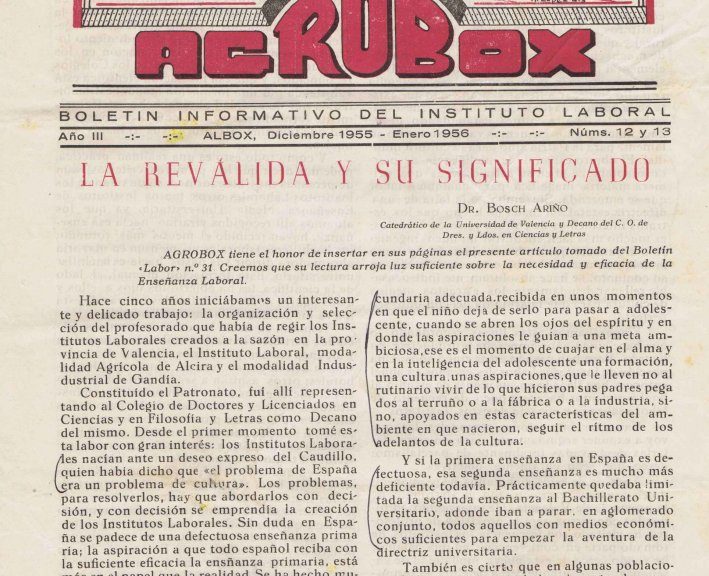 AGRUBOX
BOLETIN INFORMATIVO DEL INSTITUTO LABORAL
Año III -:- -:- ALBOX, Diciembre 1955 - Enero 1956 -:- -:- Núms. 12 y 13
LA REVÁLIDA Y SU SIGNIFICADO
DR. BOSCH ARIÑO
Catedrático de la Universidad de Valencia y Decano del C. O. de
Dres. y Ldos. en Ciencias y Letras
AGROBOX tiene el honor de insertar en sus páginas el presente artículo tomado del Boletín
«Labor» n.º 31 Creemos que su lectura arroja luz suficiente sobre la necesidad y eficacia de la
Enseñanza Laboral.
Hace cinco años iniciábamos un interesan-
te y delicado trabajo: la organización y selec-
ción del profesorado que había de regir los Ins-
titutos Laborales creados a la sazón en la pro-
vincia de Valencia, el Instituto Laboral, moda-
lidad Agrícola de Alcira y el modalidad Indus-
dustrial de Gandía.
Constituído el Patronato, fuí allí represen-
tando al Colegio de Doctores y Licenciados en
Ciencias y en Filosofía y Letras como Decano
del mismo. Desde el primer momento tomé es-
ta labor con gran interés: los Institutos Labora-
les nacían ante un deseo expreso del Caudillo,
quien había dicho que «el problema de España
era un problema de cultura». Los problemas,
para resolverlos, hay que abordarlos con deci-
sión, y con decisión se emprendía la creación
de los Institutos Laborales. Sin duda en Espa-
ña se padece de una defectuosa enseñanza prima
ria; la aspiración a que todo español reciba con
la suficiente eficacia la enseñanza primaria, está
más en el papel que la realidad. Se ha hecho mu-
cundaria adecuada.recibida en unos momentos
en que el niño deja de serlo para pasar a adoles-
cente, cuando se abren los ojos del espíritu y en
donde las aspiraciones le guían a una meta am-
biciosa,ese es el momento de cuajar en el alma y
en la inteligencia del adolescente una formación,
una cultura.unas aspiraciones,que le lleven no al
rutinario vivir de lo que hicieron sus padres pega
dos al terruño o a la fábrica o a la industria, si-
no, apoyados en estas características del am-
biente en que nacieron, seguir el ritmo de los
adelantos de la cultura.
Y si la primera enseñanza en España es de-
fectuosa, esa segunda enseñanza es mucho más
deficiente todavía. Prácticamente quedaba limi-
tada la segunda enseñanza al Bachillerato Uni-
versitario, adonde iban a parar. en aglomerado
conjunto, todos aquellos con medios económi-
cos suficientes para empezar la aventura de la
directriz universitaria.
También es cierto que en algunas poblacio-